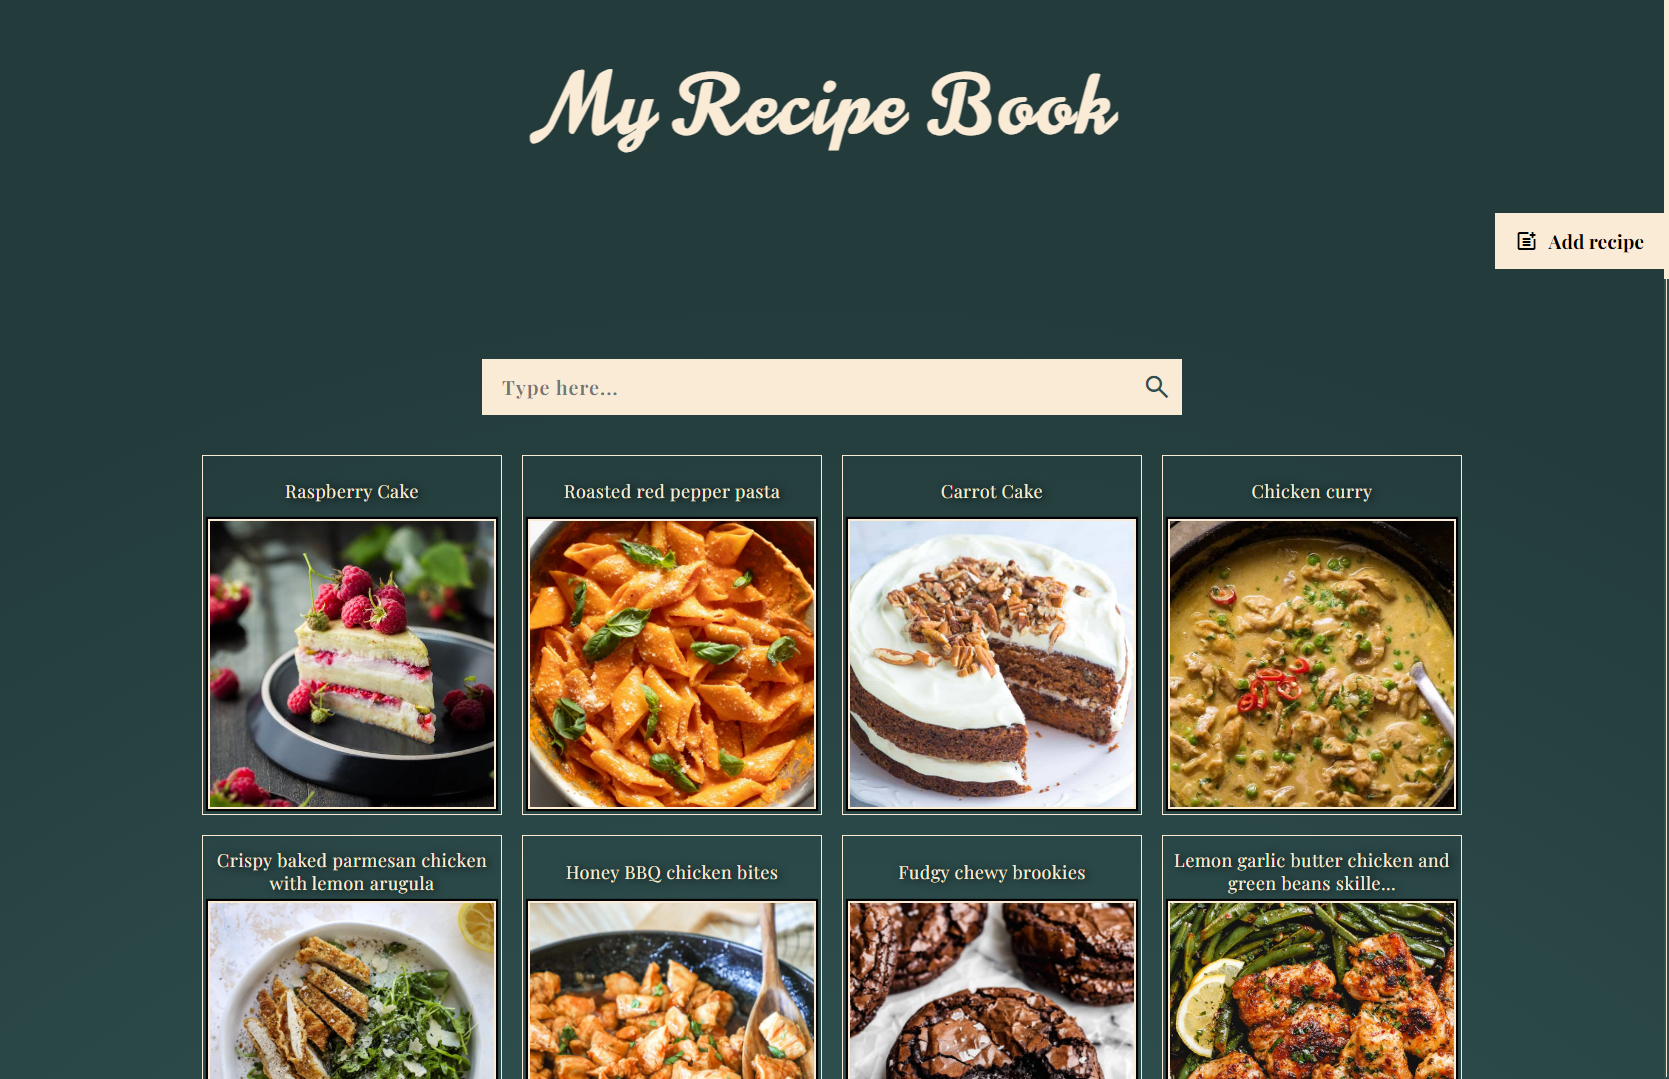 My Recipe Book
Add recipe
Type here...
Raspberry Cake
Roasted red pepper pasta
Carrot Cake
Chicken curry
Crispy baked parmesan chicken
with lemon arugula
Honey BBQ chicken bites
Fudgy chewy brookies
Lemon garlic butter chicken and
green beans skille...